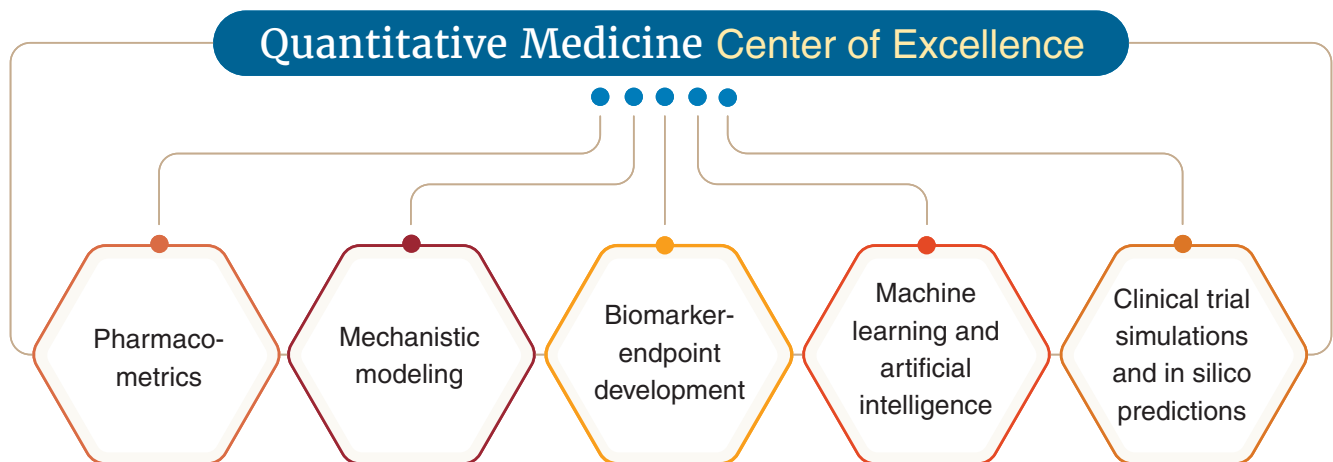 Quantitative Medicine Center of Excellence
Pharmaco-
metrics
Mechanistic
modeling
Biomarker-
endpoint
development
Machine
learning and
artificial
intelligence
Clinical trial
simulations
and in silico
predictions